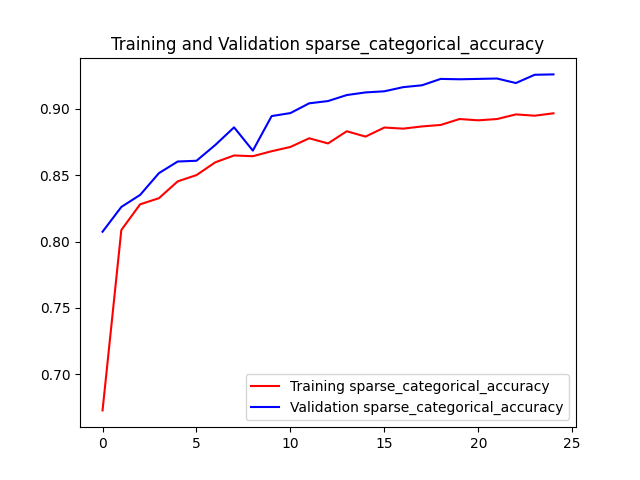 Training and Validation sparse_categorical_accuracy
0.90
0.85
0.80
0.75
0.70
Training sparse_categorical_accuracy
Validation sparse_categorical_accuracy
0 5 10 15 20 25